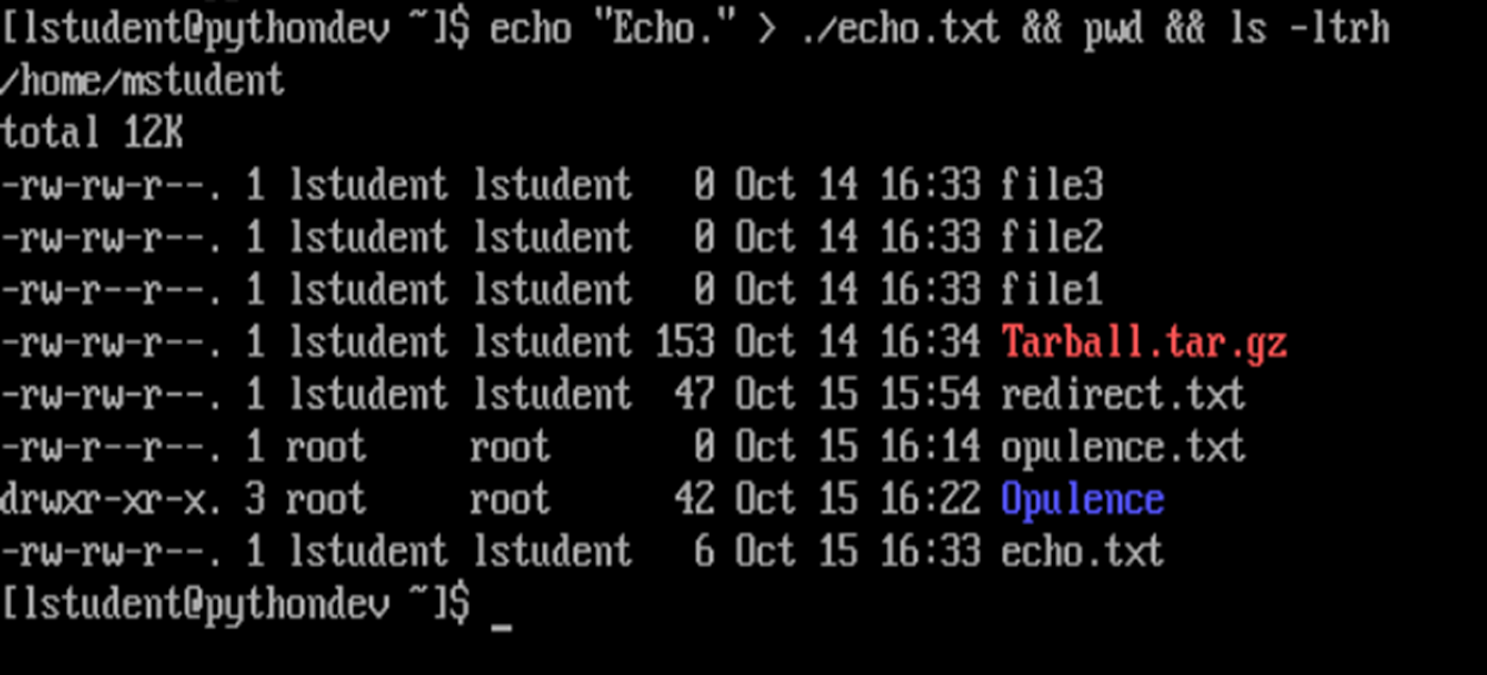 [lstudent@pythondev ~]$ echo "Echo." > ./echo.txt && pwd && ls -ltrh
/home/mstudent
total 12K
-rw-rw-r--. 1 lstudent lstudent   0 Oct 14 16:33 file3
-rw-rw-r--. 1 lstudent lstudent   0 Oct 14 16:33 file2
-rw-r--r--. 1 lstudent lstudent   0 Oct 14 16:33 file1
-rw-rw-r--. 1 lstudent lstudent 153 Oct 14 16:34 Tarball.tar.gz
-rw-rw-r--. 1 lstudent lstudent  47 Oct 15 15:54 redirect.txt
-rw-r--r--. 1 root     root       0 Oct 15 16:14 opulence.txt
drwxr-xr-x. 3 root     root      42 Oct 15 16:22 Opulence
-rw-rw-r--. 1 lstudent lstudent   6 Oct 15 16:33 echo.txt
[lstudent@pythondev ~]$ _